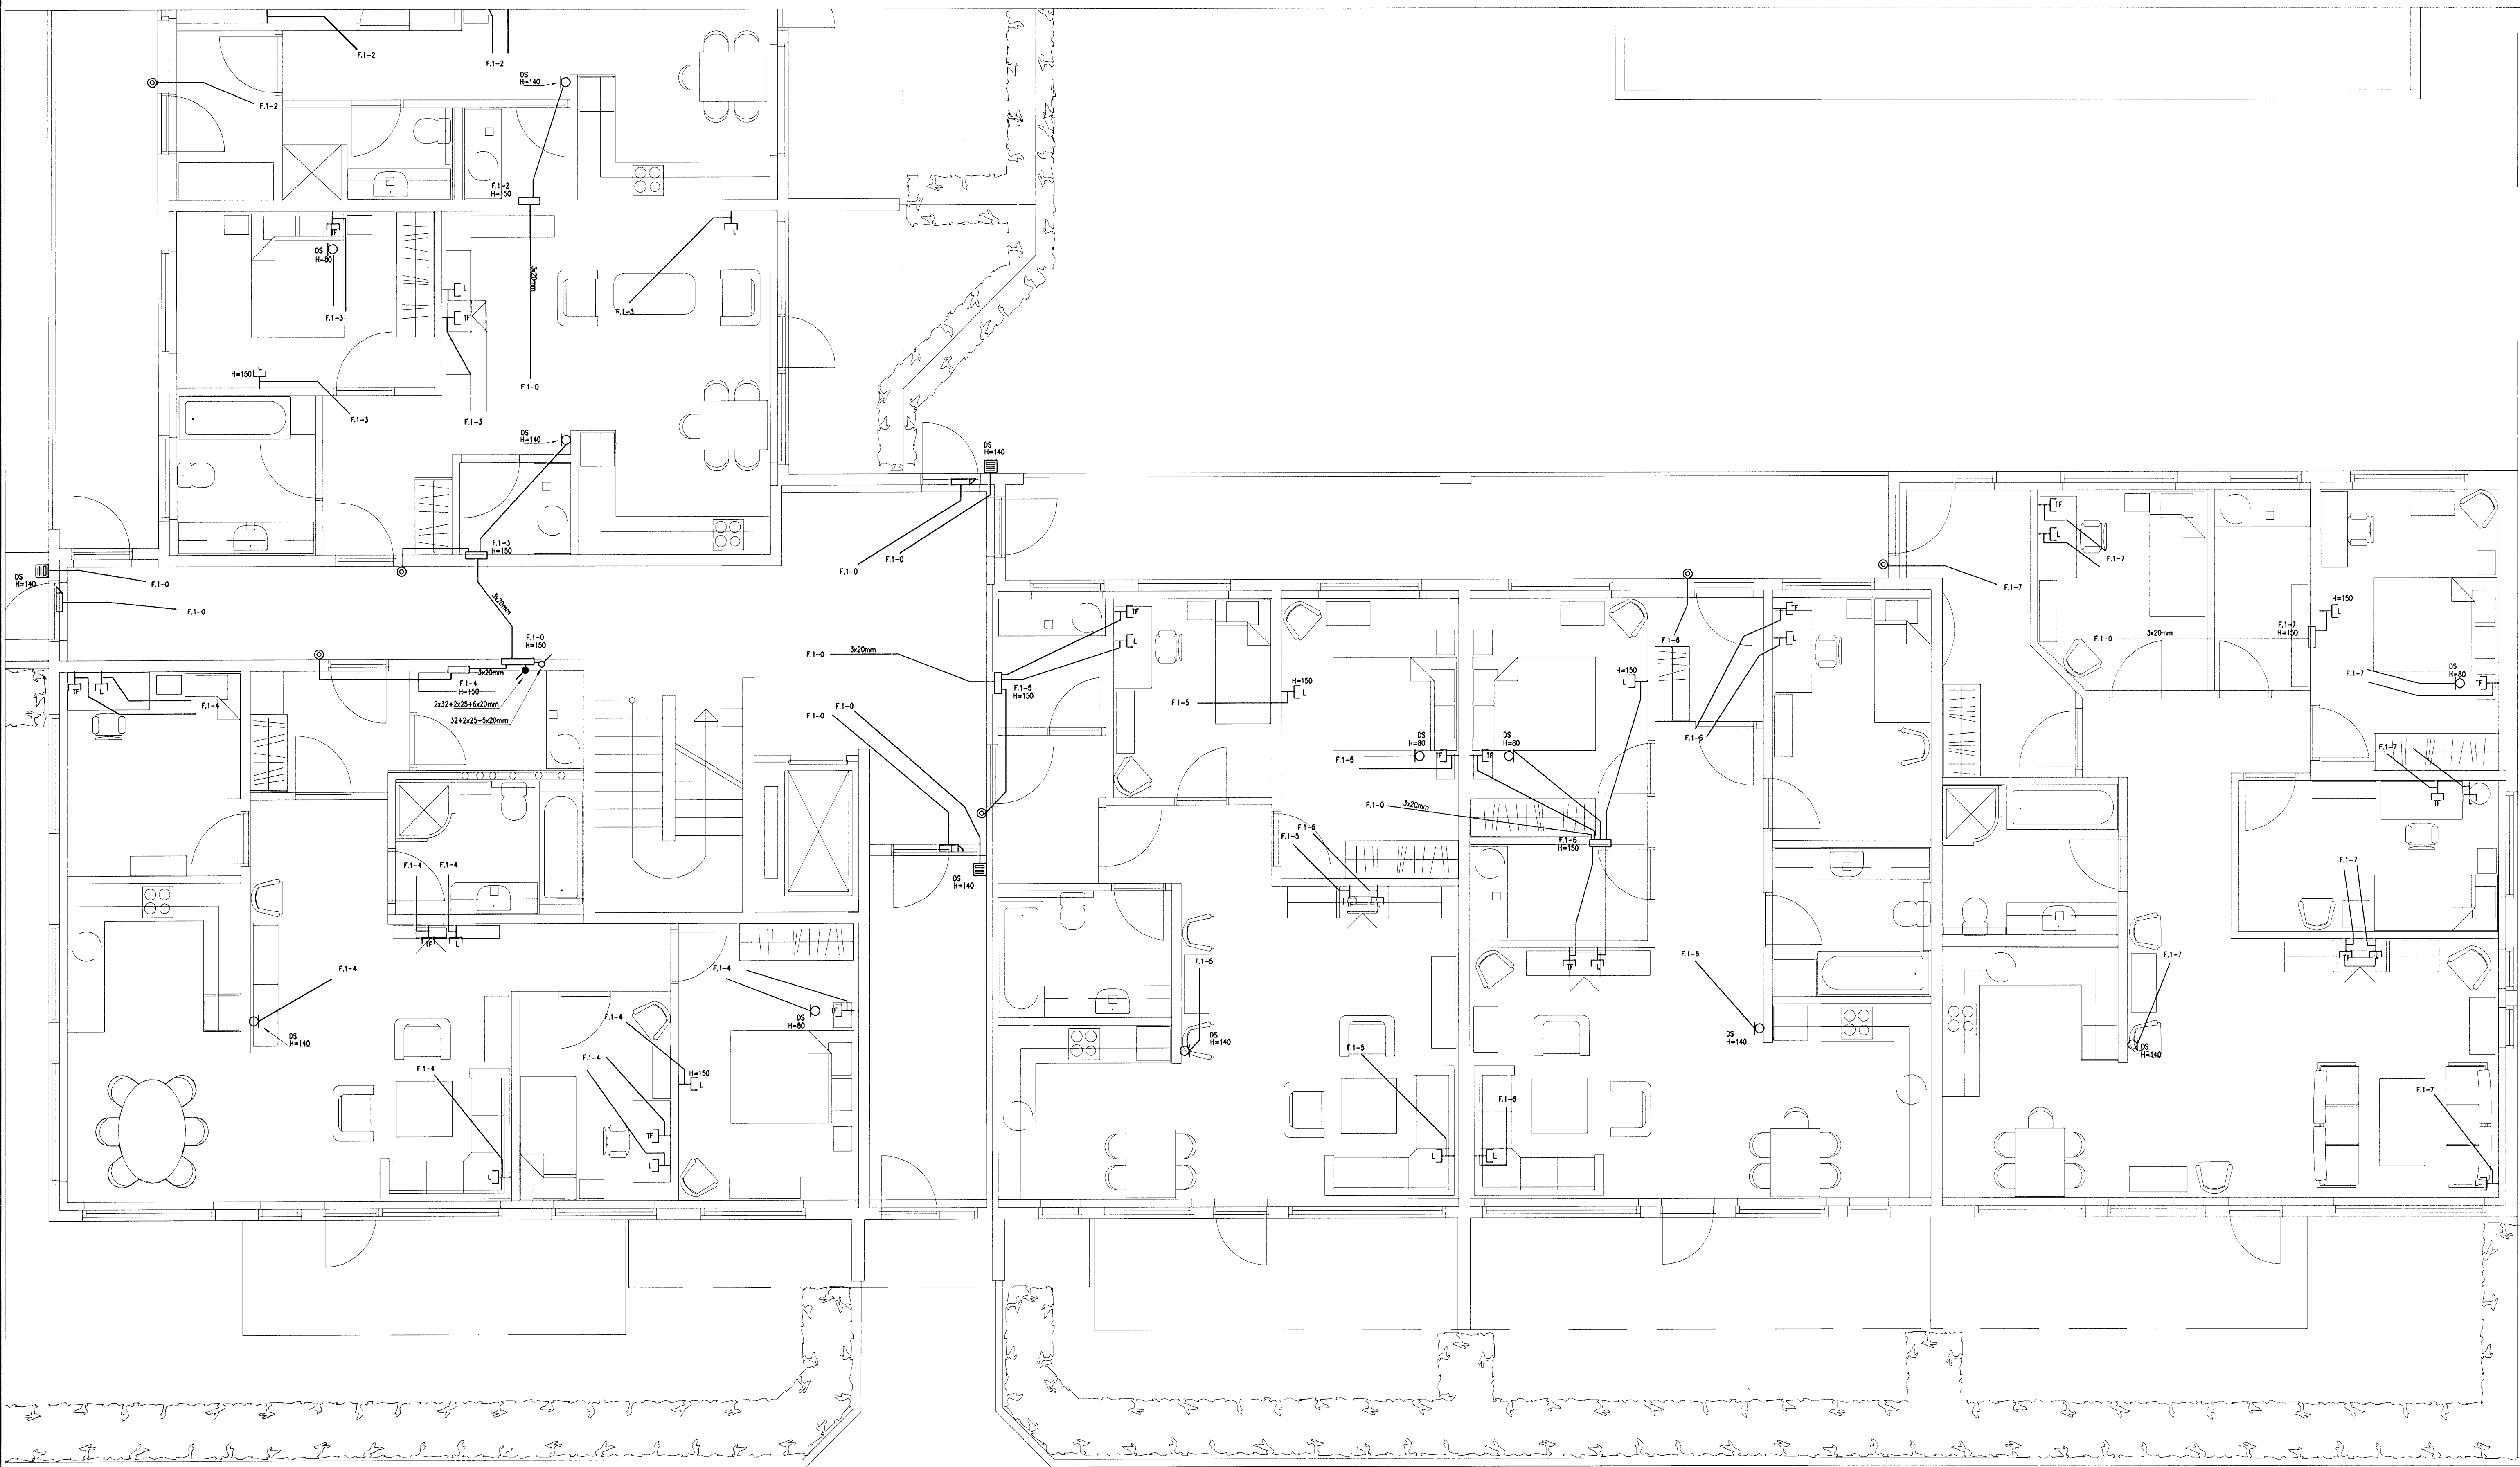 F.1-2
F.1-2
F.1-2
DS
H=140
F.1-2
H=150
TF
DS
H=80
F.1-3
L
TF
F.1-3
L
F.1-3
3x20mm
F.1-0
L
H=150
F.1-3
DS
H=140
F.1-3
H=150
DS
H=140
F.1-0
F.1-0
DS
H=140
F.1-0
F.1-0
3x20mm
F.1-0
H=150
3x20mm
F.1-4
H=150
2x32+2x25+6x20mm
32+2x25+5x20mm
TF
L
F.1-4
F.1-4
F.1-4
TF
L
F.1-4
DS
H=140
F.1-4
L
F.1-4
TF
DS
H=80
F.1-4
H=150
L
F.1-4
TF
L
F.1-0
F.1-0
DS
H=140
F.1-0
3x20mm
F.1-5
H=150
TF
L
F.1-5
H=150
L
DS
H=80
TF
F.1-5
F.1-5
F.1-6
TF
L
F.1-5
DS
H=140
F.1-5
L
H=150
L
TF
DS
H=80
F.1-0
3x20mm
F.1-6
H=150
F.1-6
TF
L
F.1-6
TF
L
F.1-6
DS
H=140
F.1-6
L
F.1-7
TF
L
F.1-7
F.1-0
3x20mm
F.1-7
H=150
H=150
L
F.1-7
F.1-7
DS
H=80
TF
F.1-7
TF
L
F.1-7
TF
L
F.1-7
DS
H=140
F.1-7
L